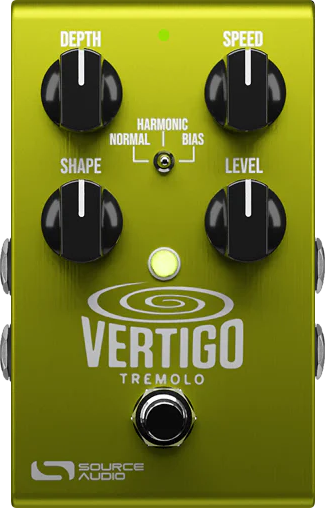 DEPTH SPEED
HARMONIC
NORMAL BIAS
SHAPE LEVEL
VERTIGO
TREMOLO
SOURCE
AUDIO